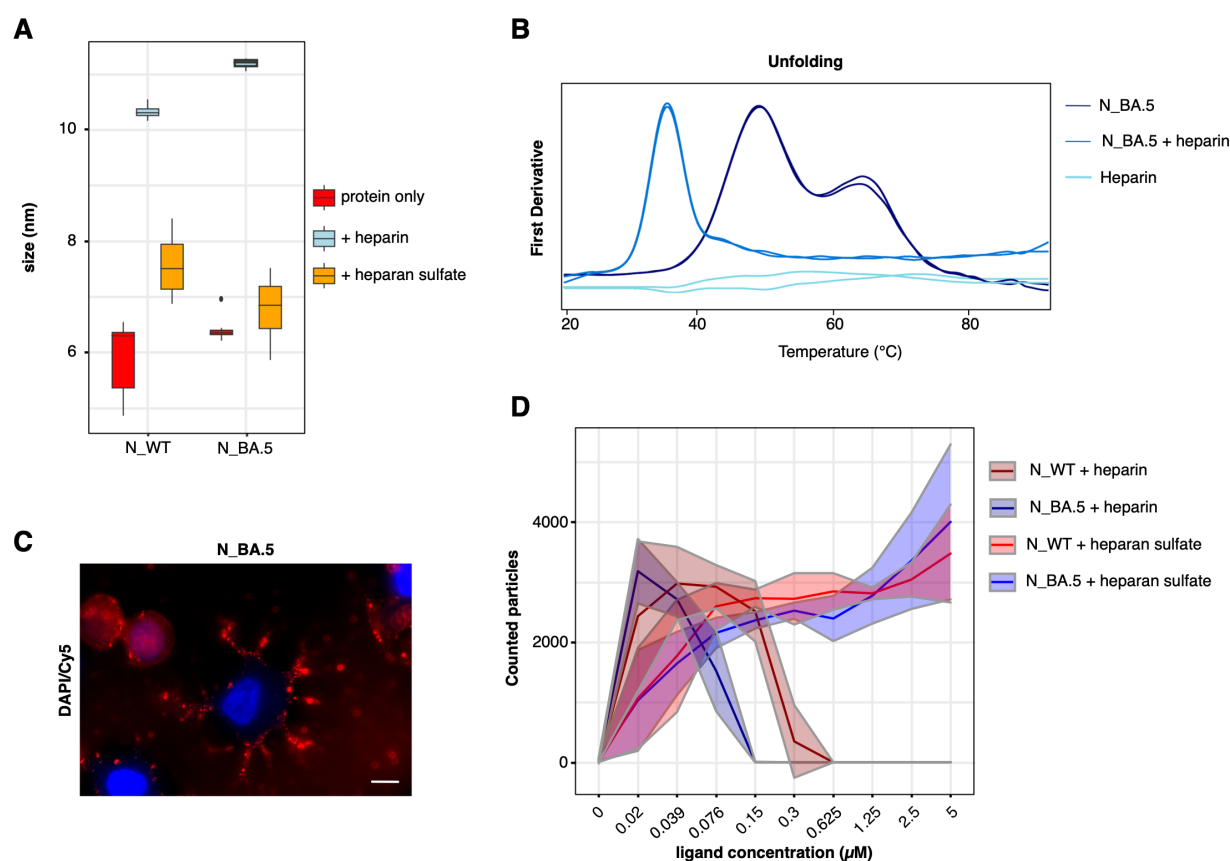 A
size (nm)
10
8
6
N_WT
N_BA.5
protein only
+ heparin
+ heparan sulfate
B
Unfolding
First Derivative
20
40
60
80
Temperature (°C)
N_BA.5
N_BA.5 + heparin
Heparin
C
N_BA.5
DAPI/Cy5
D
Counted particles
4000
2000
0
0
0.02
0.039
0.076
0.15
0.3
0.625
1.25
2.5
5
ligand concentration (µM)
N_WT + heparin
N_BA.5 + heparin
N_WT + heparan sulfate
N_BA.5 + heparan sulfate